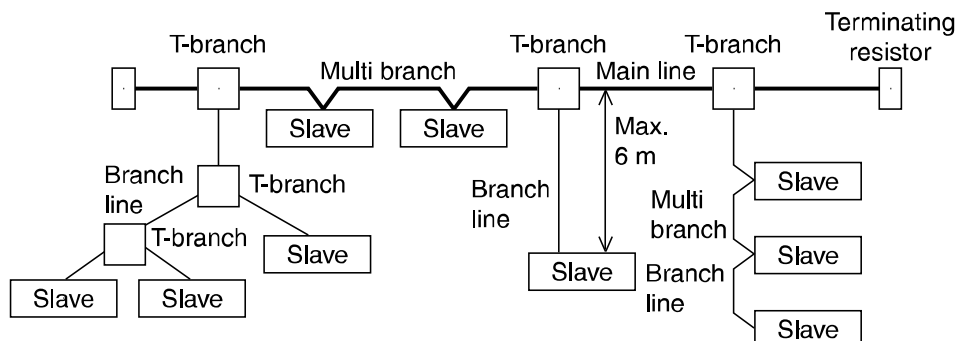 Terminating
resistor
T-branch
T-branch
T-branch
Multi branch
Main line
Slave
Slave
Max.
6 m
Branch
line
T-branch
T-branch
Slave
Slave
Slave
Branch
line
Slave
Slave
Multi
branch
Slave
Branch
line
Slave